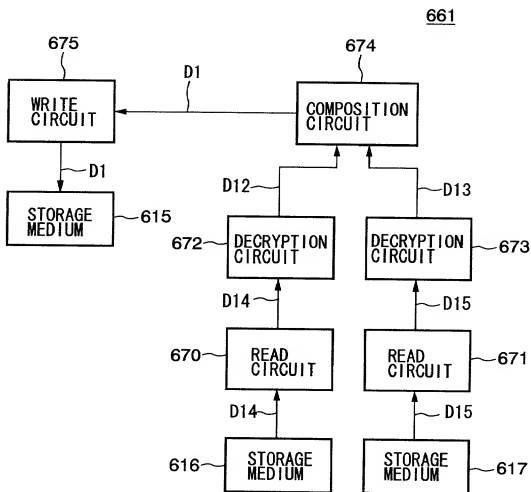 661
675
674
D1
WRITE
CIRCUIT
COMPOSITION
CIRCUIT
D1
D12
D13
STORAGE
MEDIUM
615
672
DECRYPTION
CIRCUIT
DECRYPTION
CIRCUIT
673
D14
D15
670
READ
CIRCUIT
READ
CIRCUIT
671
D14
D15
616
STORAGE
MEDIUM
STORAGE
MEDIUM
617